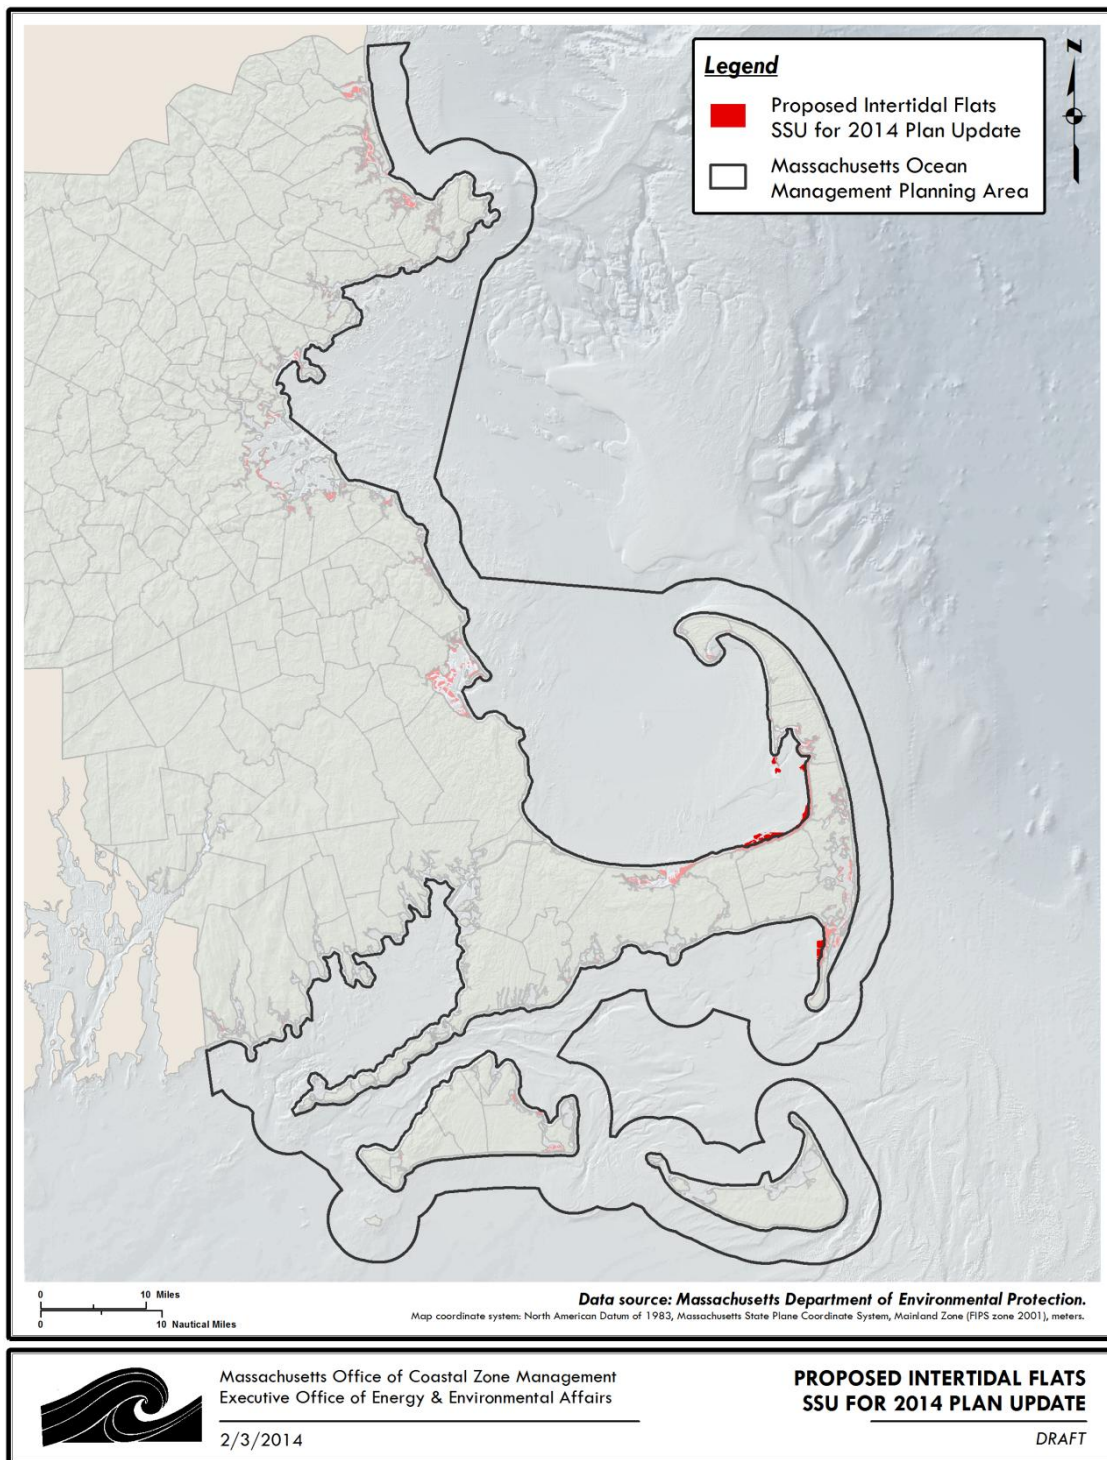 Legend
Proposed Intertidal Flats
SSU for 2014 Plan Update
Massachusetts Ocean
Management Planning Area
N
0 10 Miles
0 10 Nautical Miles
Data source: Massachusetts Department of Environmental Protection.
Map coordinate system: North American Datum of 1983, Massachusetts State Plane Coordinate System, Mainland Zone (FIPS zone 2001), meters.
Massachusetts Office of Coastal Zone Management
Executive Office of Energy & Environmental Affairs
2/3/2014
PROPOSED INTERTIDAL FLATS
SSU FOR 2014 PLAN UPDATE
DRAFT